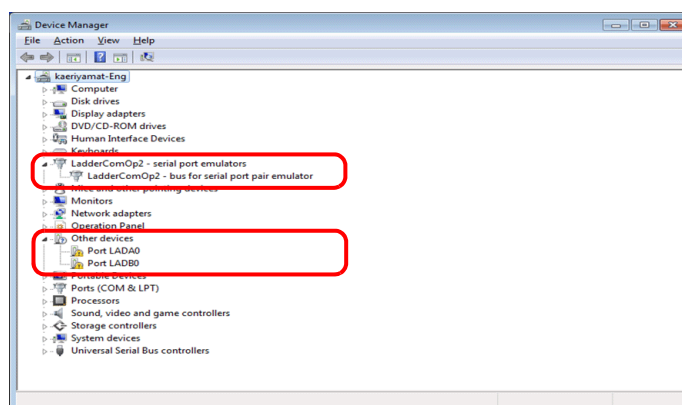 Device Manager
File Action View Help
kaeriyamat-Eng
Computer
Disk drives
Display adapters
DVD/CD-ROM drives
Human Interface Devices
Keyboards
LadderComOp2 - serial port emulators
LadderComOp2 - bus for serial port pair emulator
Mice and other pointing devices
Monitors
Network adapters
Operation Panel
Other devices
Port LADA0
Port LADB0
Portable Devices
Ports (COM & LPT)
Processors
Sound, video and game controllers
Storage controllers
System devices
Universal Serial Bus controllers